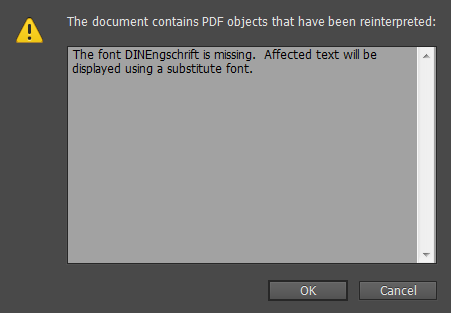 The document contains PDF objects that have been reinterpreted:
The font DINEngschrift is missing.  Affected text will be
displayed using a substitute font.
OK
Cancel